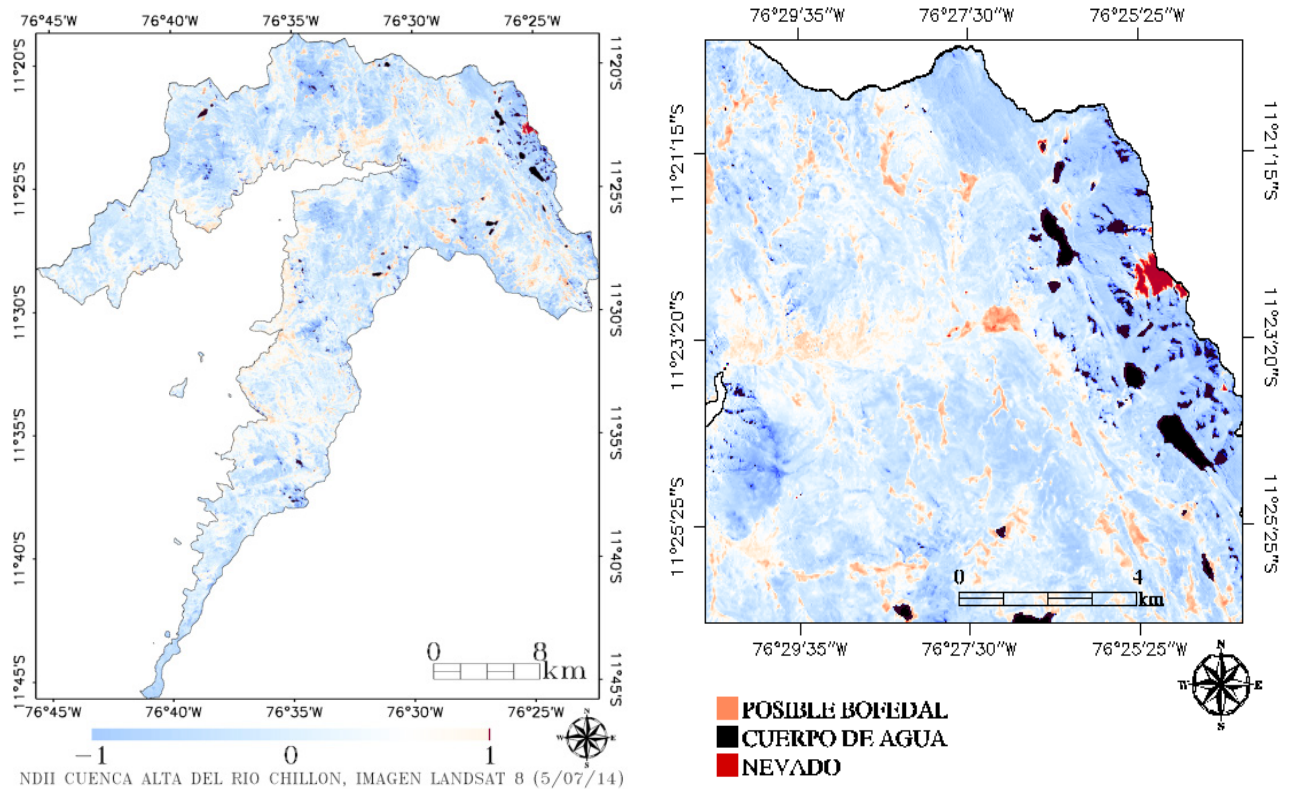 76°45'W 76°40'W 76°35'W 76°30'W 76°25'W
11°20'S 11°20'S
11°25'S 11°25'S
11°30'S 11°30'S
11°35'S 11°35'S
11°40'S 11°40'S
11°45'S 11°45'S
0 8
km
76°45'W 76°40'W 76°35'W 76°30'W 76°25'W
N
W E
S
−1 0 1
NDII CUENCA ALTA DEL RIO CHILLON, IMAGEN LANDSAT 8 (5/07/14)
76°29'35"W 76°27'30"W 76°25'25"W
11°21'15"S 11°21'15"S
11°23'20"S 11°23'20"S
11°25'25"S 11°25'25"S
0 4
km
76°29'35"W 76°27'30"W 76°25'25"W
N
W E
S
POSIBLE BOFEDAL
CUERPO DE AGUA
NEVADO